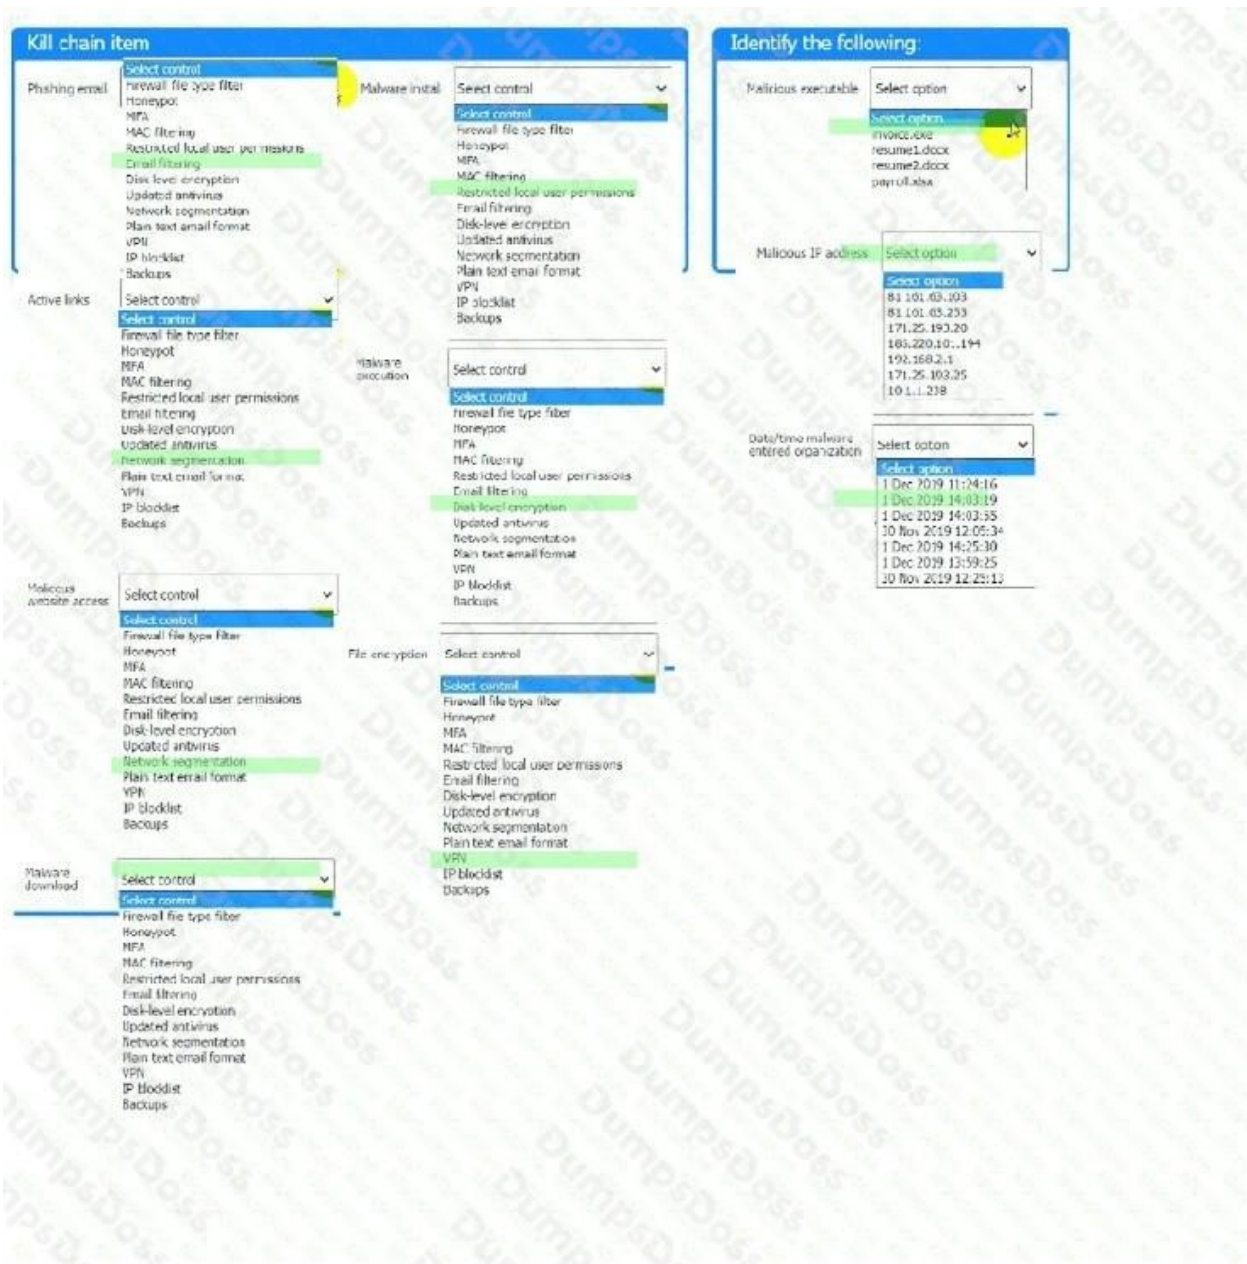 Kill chain item
Phishing email
Select control
Firewall file type filter
Honeypot
MFA
MAC filtering
Restricted local user permissions
Email filtering
Disk-level encryption
Updated antivirus
Network segmentation
Plain text email format
VPN
IP blocklist
Backups
Active links
Select control
Select control
Firewall file type filter
Honeypot
MFA
MAC filtering
Restricted local user permissions
Email filtering
Disk-level encryption
Updated antivirus
Network segmentation
Plain text email format
VPN
IP blocklist
Backups
Malicious
website access
Select control
Select control
Firewall file type filter
Honeypot
MFA
MAC filtering
Restricted local user permissions
Email filtering
Disk-level encryption
Updated antivirus
Network segmentation
Plain text email format
VPN
IP blocklist
Backups
Malware
download
Select control
Select control
Firewall file type filter
Honeypot
MFA
MAC filtering
Restricted local user permissions
Email filtering
Disk-level encryption
Updated antivirus
Network segmentation
Plain text email format
VPN
IP blocklist
Backups
Malware install
Select control
Select control
Firewall file type filter
Honeypot
MFA
MAC filtering
Restricted local user permissions
Email filtering
Disk-level encryption
Updated antivirus
Network segmentation
Plain text email format
VPN
IP blocklist
Backups
Malware
execution
Select control
Select control
Firewall file type filter
Honeypot
MFA
MAC filtering
Restricted local user permissions
Email filtering
Disk-level encryption
Updated antivirus
Network segmentation
Plain text email format
VPN
IP blocklist
Backups
File encryption
Select control
Select control
Firewall file type filter
Honeypot
MFA
MAC filtering
Restricted local user permissions
Email filtering
Disk-level encryption
Updated antivirus
Network segmentation
Plain text email format
VPN
IP blocklist
Backups
Identify the following:
Malicious executable
Select option
Select option
invoice.exe
resume1.docx
resume2.docx
payroll.xlsx
Malicious IP address
Select option
Select option
81.161.63.103
81.161.63.253
171.25.193.20
185.220.101.194
192.168.2.1
171.25.193.25
10.1.1.238
Date/time malware
entered organization
Select option
Select option
1 Dec 2019 11:24:16
1 Dec 2019 14:03:19
1 Dec 2019 14:03:55
30 Nov 2019 12:05:34
1 Dec 2019 14:25:30
1 Dec 2019 13:59:25
30 Nov 2019 12:25:13
DumpsDoss